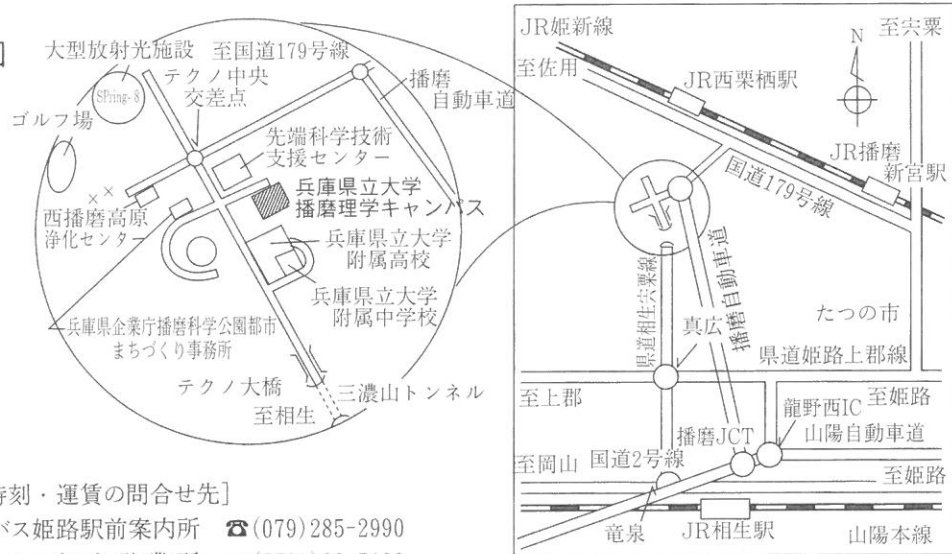 大型放射光施設
至国道179号線
テクノ中央
交差点
播磨
自動車道
SPring-8
ゴルフ場
先端科学技術
支援センター
兵庫県立大学
播磨理学キャンパス
西播磨高原
浄化センター
兵庫県立大学
附属高校
兵庫県立大学
附属中学校
兵庫県企業庁播磨科学公園都市
まちづくり事務所
テクノ大橋
三濃山トンネル
至相生
JR姫新線
至宍粟
至佐用
JR西栗栖駅
N
JR播磨
新宮駅
国道179号線
県道相生宍粟線
播磨自動車道
たつの市
真広
県道姫路上郡線
至上郡
至姫路
龍野西IC
播磨JCT
山陽自動車道
至岡山
国道2号線
至姫路
竜泉
JR相生駅
山陽本線
時刻・運賃の問合せ先]
バス姫路駅前案内所 ☎(079)285-2990